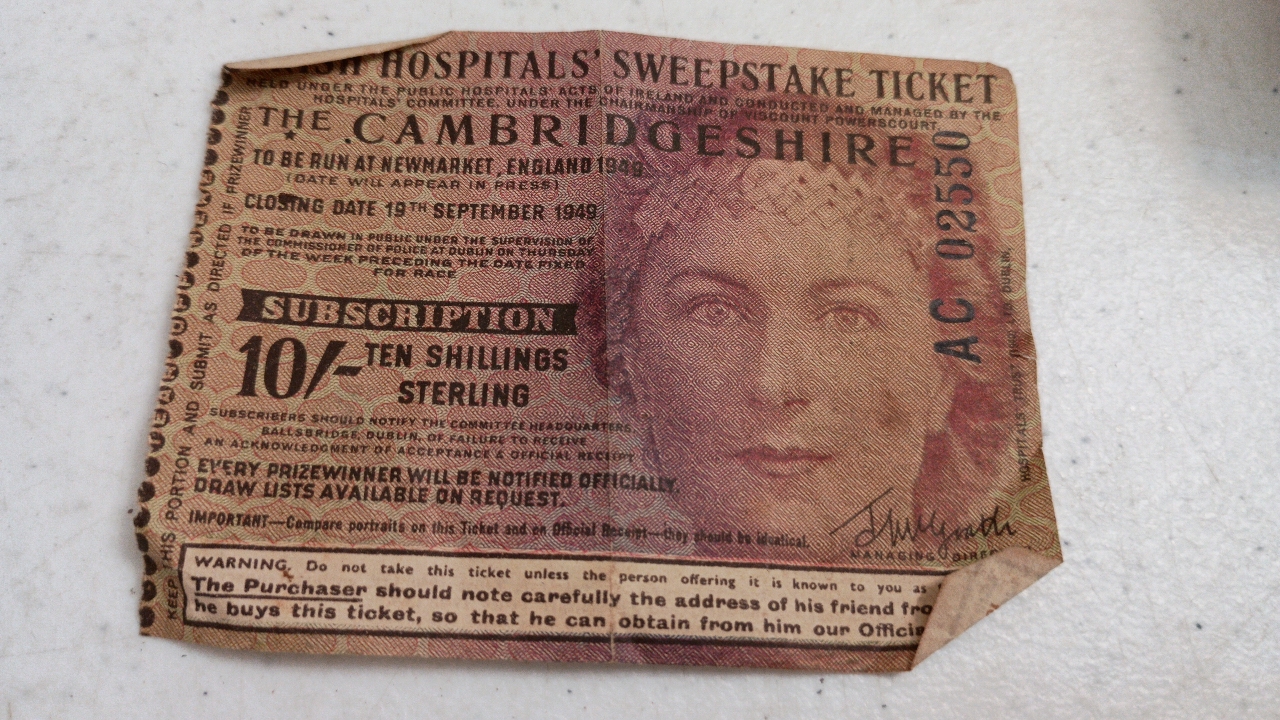 HOSPITALS' SWEEPSTAKE TICKET
HELD UNDER THE PUBLIC HOSPITALS' ACTS OF IRELAND AND CONDUCTED AND MANAGED BY THE
HOSPITALS' COMMITTEE, UNDER THE CHAIRMANSHIP OF VISCOUNT POWERSCOURT.
THE CAMBRIDGESHIRE
TO BE RUN AT NEWMARKET, ENGLAND 1949.
(DATE WILL APPEAR IN PRESS)
CLOSING DATE 19TH SEPTEMBER 1949.
TO BE DRAWN IN PUBLIC UNDER THE SUPERVISION OF
THE COMMISSIONER OF POLICE AT DUBLIN ON THURSDAY
OF THE WEEK PRECEDING THE DATE FIXED
FOR RACE
SUBSCRIPTION
10/- TEN SHILLINGS
STERLING
SUBSCRIBERS SHOULD NOTIFY THE COMMITTEE HEADQUARTERS,
BALLSBRIDGE, DUBLIN, OF FAILURE TO RECEIVE
AN ACKNOWLEDGMENT OF ACCEPTANCE & OFFICIAL RECEIPT
EVERY PRIZEWINNER WILL BE NOTIFIED OFFICIALLY.
DRAW LISTS AVAILABLE ON REQUEST.
IMPORTANT—Compare portraits on this Ticket and on Official Receipt—they should be identical.
MANAGING
WARNING. Do not take this ticket unless the person offering it is known to you as
The Purchaser should note carefully the address of his friend
he buys this ticket, so that he can obtain from him our
KEEP THIS PORTION AND SUBMIT AS DIRECTED IF PRIZEWINNER
AC 02550
HOSPITALS' TRUST DUBLIN.